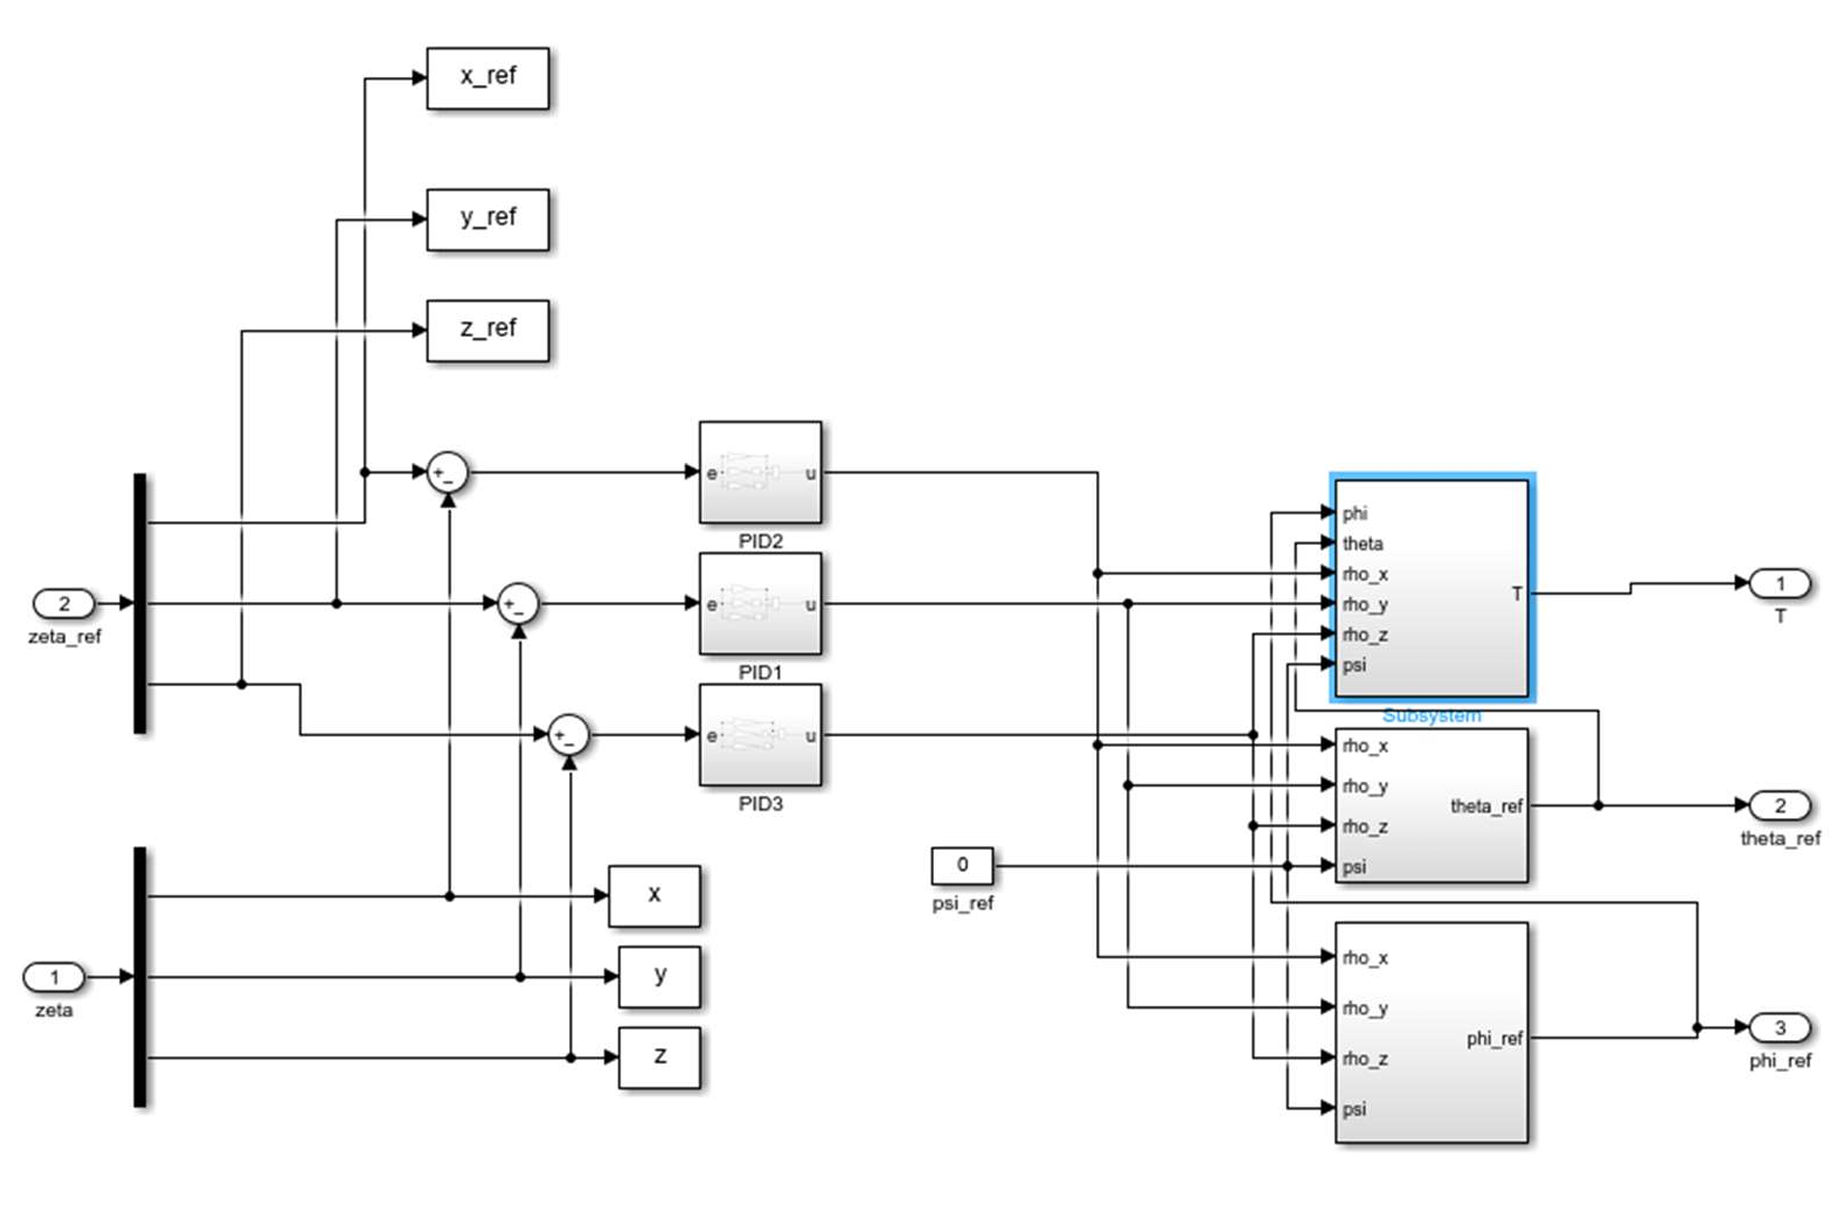 x_ref
y_ref
z_ref
+
_
e
u
PID2
2
zeta_ref
+
_
e
u
PID1
+
_
e
u
PID3
phi
theta
rho_x
rho_y
rho_z
psi
T
Subsystem
1
T
rho_x
rho_y
rho_z
psi
theta_ref
2
theta_ref
0
psi_ref
x
1
zeta
y
z
rho_x
rho_y
rho_z
psi
phi_ref
3
phi_ref